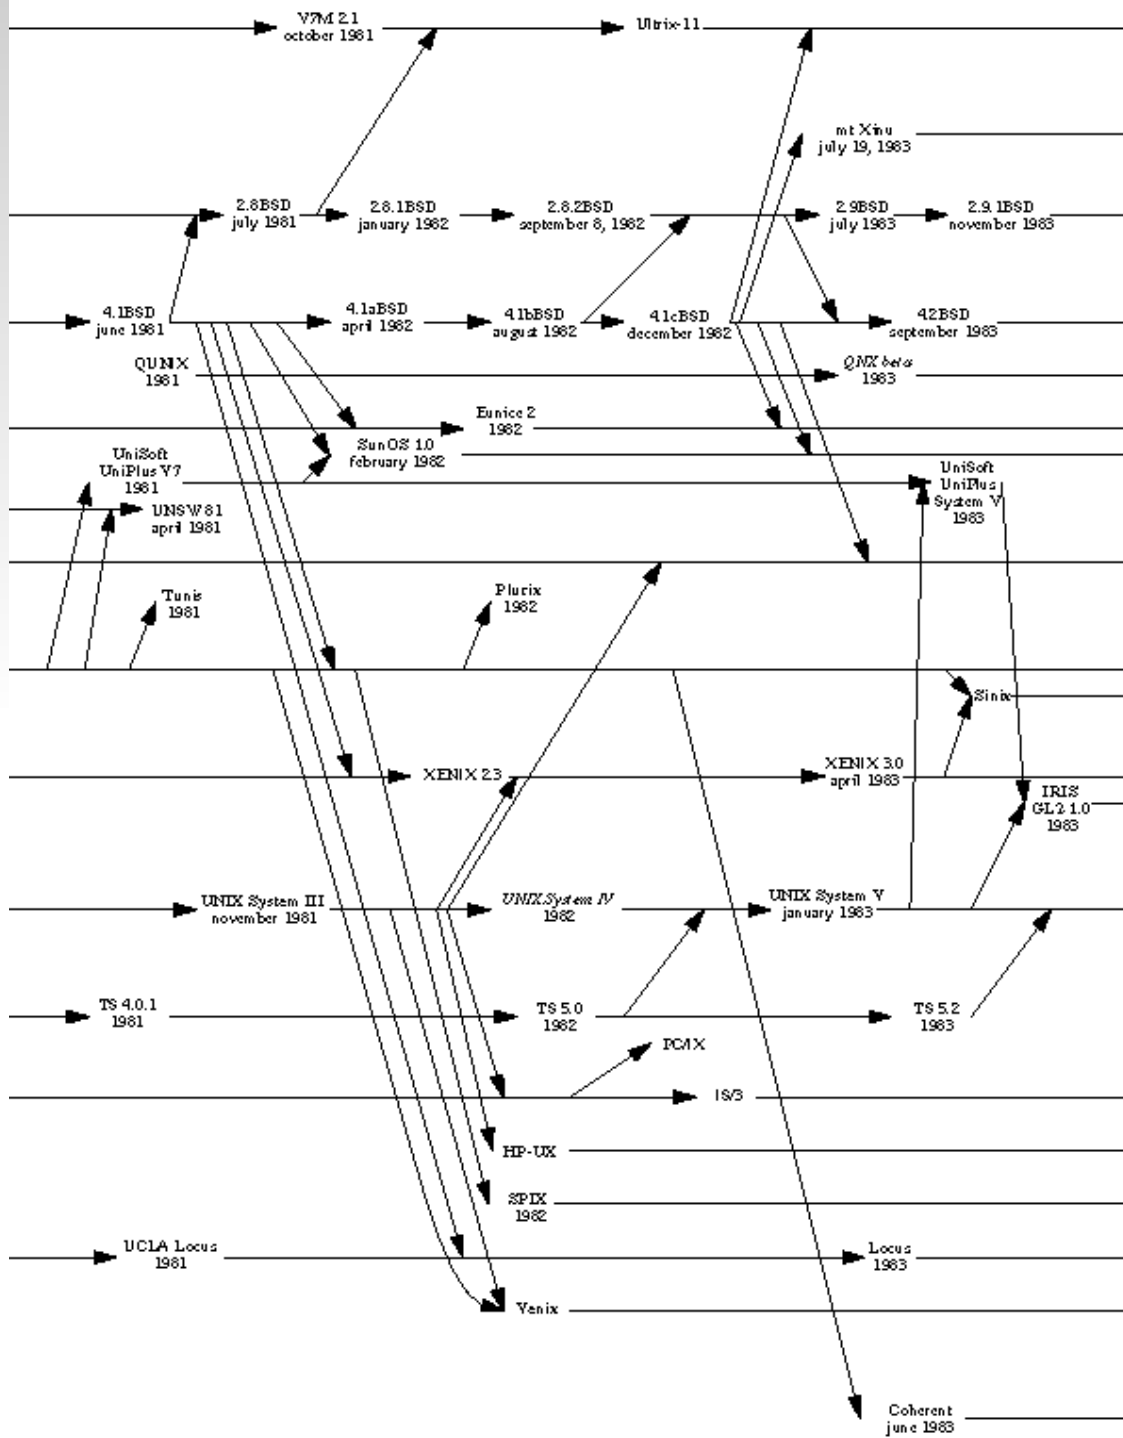 V7M 2.1
october 1981
Ultrix-11
mt Xinu
july 19, 1983
2.8BSD
july 1981
2.8.1BSD
january 1982
2.8.2BSD
september 8, 1982
2.9BSD
july 1983
2.9.1BSD
november 1983
4.1BSD
june 1981
4.1aBSD
april 1982
4.1bBSD
august 1982
4.1cBSD
december 1982
4.2BSD
september 1983
QUNIX
1981
QNX beta
1983
Eunice 2
1982
SunOS 1.0
february 1982
UniSoft
UniPlus V7
1981
UniSoft
UniPlus
System V
1983
UNSW 81
april 1981
Tunis
1981
Plurix
1982
Sinix
XENIX 2.3
XENIX 3.0
april 1983
IRIS
GL2 1.0
1983
UNIX System III
november 1981
UNIX System IV
1982
UNIX System V
january 1983
TS 4.0.1
1981
TS 5.0
1982
TS 5.2
1983
PC/IX
IS/3
HP-UX
SPIX
1982
UCLA Locus
1981
Locus
1983
Venix
Coherent
june 1983